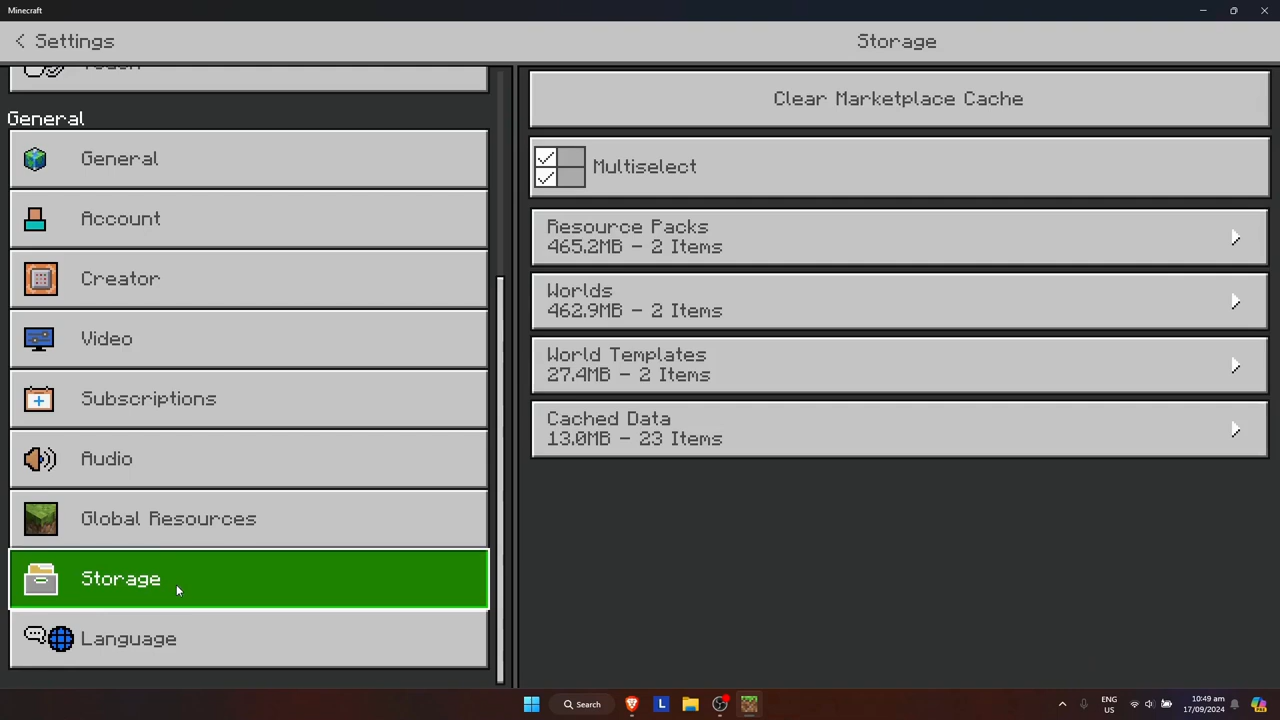 Minecraft
Settings
Storage
Touch
General
General
Account
Creator
Video
Subscriptions
Audio
Global Resources
Storage
Language
Clear Marketplace Cache
Multiselect
Resource Packs
465.2MB - 2 Items
Worlds
462.9MB - 2 Items
World Templates
27.4MB - 2 Items
Cached Data
13.0MB - 23 Items
Search
L
ENG
US
10:49 am
17/09/2024